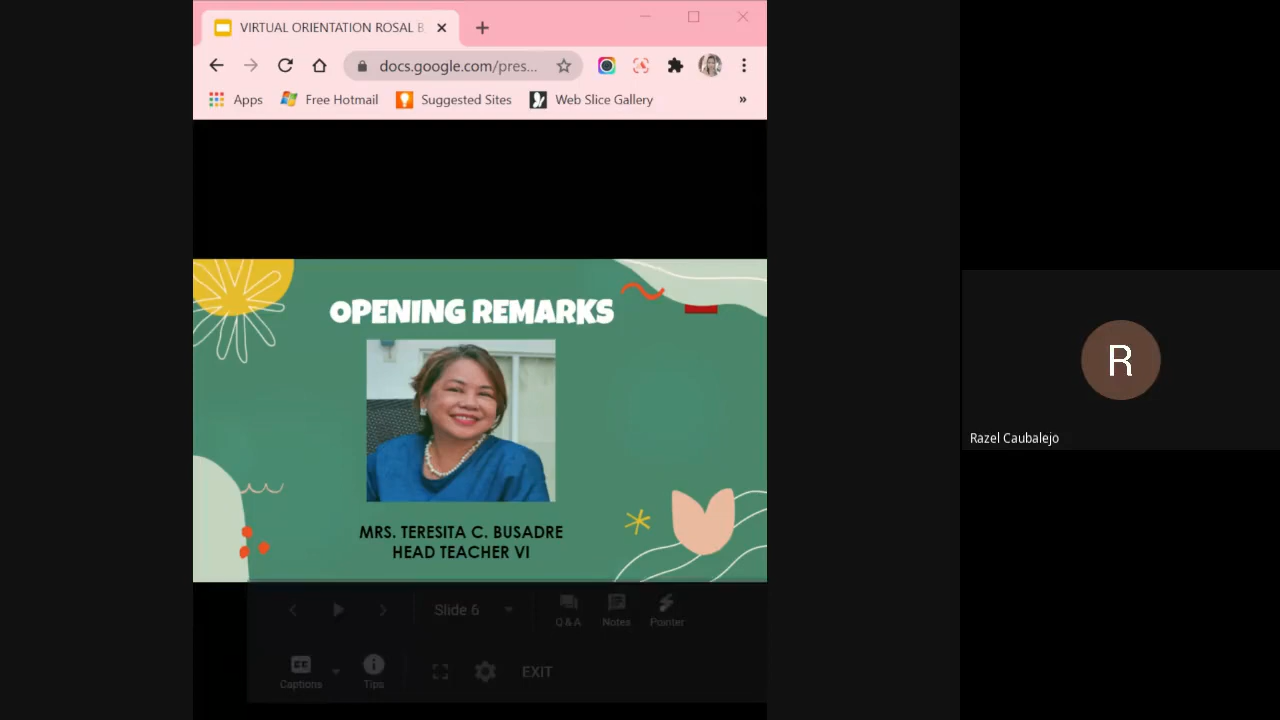 VIRTUAL ORIENTATION ROSAL B
docs.google.com/pres...
Apps
Free Hotmail
Suggested Sites
Web Slice Gallery
»
OPENING REMARKS
MRS. TERESITA C. BUSADRE
HEAD TEACHER VI
Slide 6
Q & A
Notes
Pointer
CC
Captions
Tips
EXIT
R
Razel Caubalejo